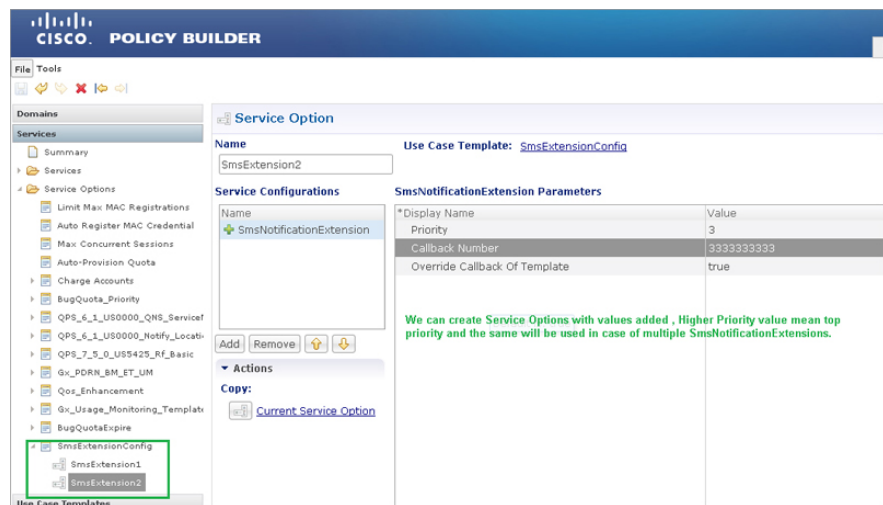 CISCO. POLICY BUILDER
File Tools
Domains
Services
Summary
Services
Service Options
Limit Max MAC Registrations
Auto Register MAC Credential
Max Concurrent Sessions
Auto-Provision Quota
Charge Accounts
BugQuota_Priority
QPS_6_1_US0000_QNS_Servicef
QPS_6_1_US0000_Notify_Locati
QPS_7_5_0_US5425_Rf_Basic
Gx_PDRN_BM_ET_UM
Qos_Enhancement
Gx_Usage_Monitoring_Template
BugQuotaExpire
SmsExtensionConfig
SmsExtension1
SmsExtension2
Use Case Templates
Service Option
Name
SmsExtension2
Use Case Template: SmsExtensionConfig
Service Configurations
Name
SmsNotificationExtension
Add Remove
Actions
Copy:
Current Service Option
SmsNotificationExtension Parameters
*Display Name Value
Priority 3
Callback Number 3333333333
Override Callback Of Template true
We can create Service Options with values added , Higher Priority value mean top
priority and the same will be used in case of multiple SmsNotificationExtensions.